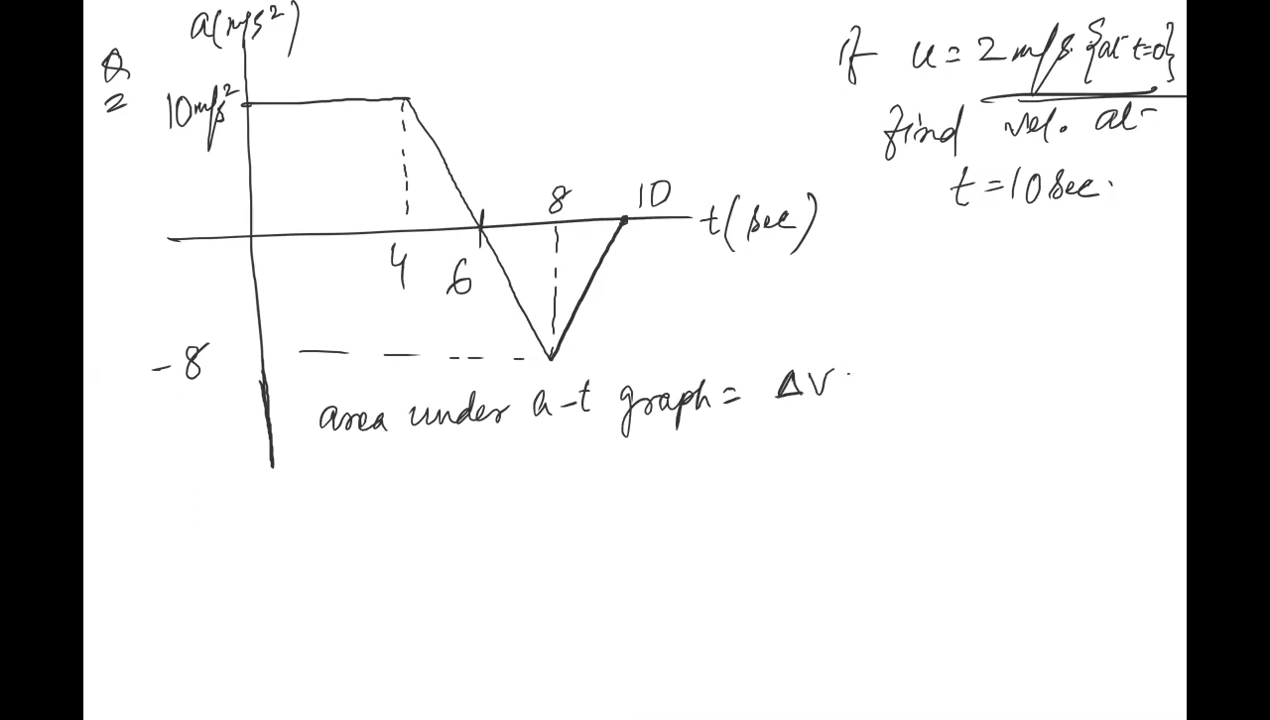 a(m/s²)
Q
2
10m/s²
if u = 2 m/s. {at t=0}
find vel. at
t = 10 sec.
8
10
t(sec)
4
6
-8
area under a-t graph = ΔV.